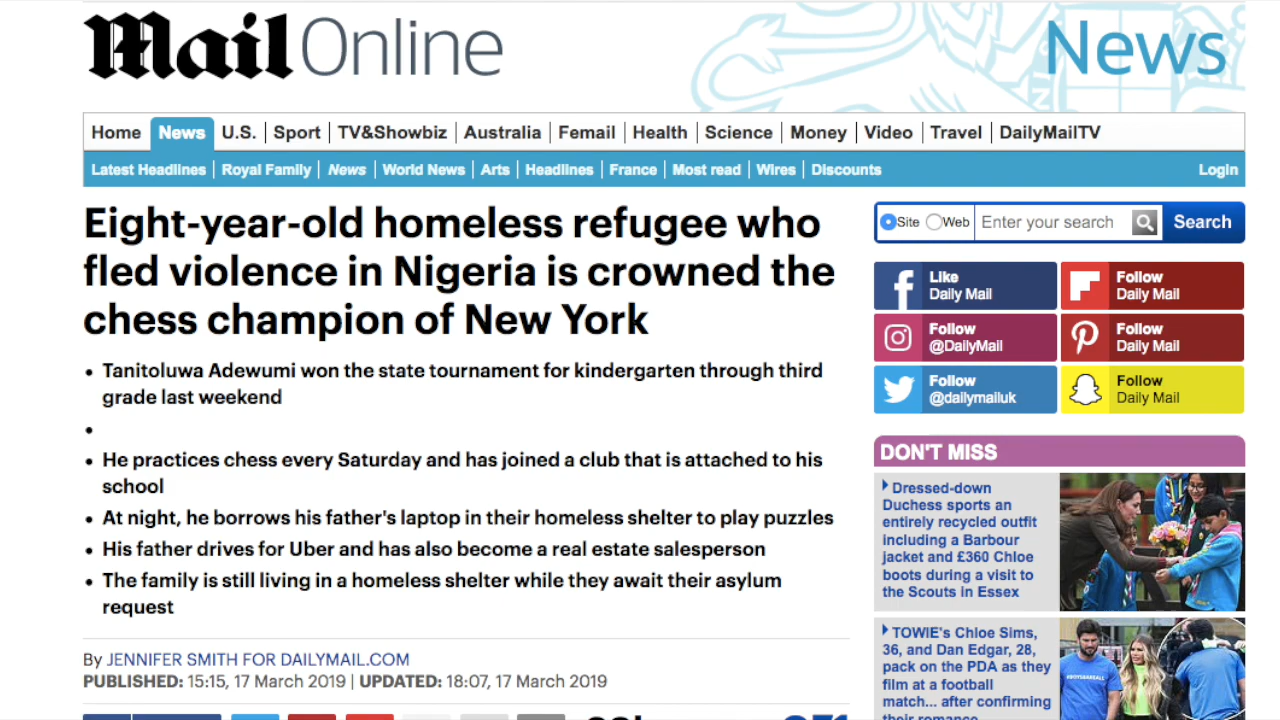 Mail Online
News
Home News U.S. Sport TV&Showbiz Australia Femail Health Science Money Video Travel DailyMailTV
Latest Headlines Royal Family News World News Arts Headlines France Most read Wires Discounts Login
Eight-year-old homeless refugee who
fled violence in Nigeria is crowned the
chess champion of New York
• Tanitoluwa Adewumi won the state tournament for kindergarten through third
grade last weekend
•
• He practices chess every Saturday and has joined a club that is attached to his
school
• At night, he borrows his father's laptop in their homeless shelter to play puzzles
• His father drives for Uber and has also become a real estate salesperson
• The family is still living in a homeless shelter while they await their asylum
request
By JENNIFER SMITH FOR DAILYMAIL.COM
PUBLISHED: 15:15, 17 March 2019 | UPDATED: 18:07, 17 March 2019
Site Web Enter your search Search
Like
Daily Mail
Follow
Daily Mail
Follow
@DailyMail
Follow
Daily Mail
Follow
@dailymailuk
Follow
Daily Mail
DON'T MISS
Dressed-down
Duchess sports an
entirely recycled outfit
including a Barbour
jacket and £360 Chloe
boots during a visit to
the Scouts in Essex
TOWIE's Chloe Sims,
36, and Dan Edgar, 28,
pack on the PDA as they
film at a football
match... after confirming
their romance